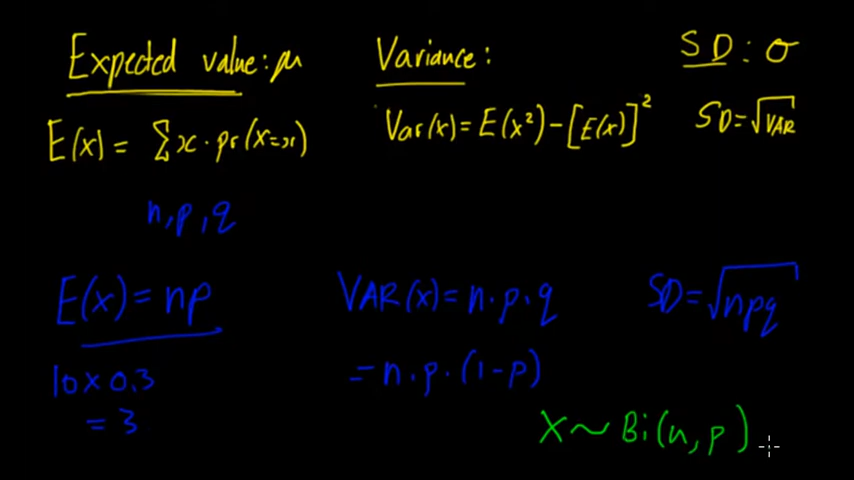 Expected value: μ
Variance:
SD: σ
E(x) = Σx · pr(X=x)
Var(x) = E(x²) - [E(x)]²
SD = √VAR
n, p, q
E(x) = np
VAR(x) = n · p · q
SD = √npq
10 x 0.3
= n · p · (1-p)
= 3
X ~ Bi(n, p)